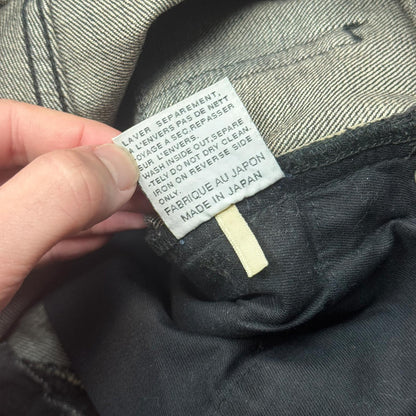 LAVER SEPAREMENT,
A L'ENVERS PAS DE NETT
OYAGE A SEC, REPASSER
SUR L'ENVERS.
WASH INSIDE OUT, SEPARE
-TELY DO NOT DRY CLEAN.
IRON ON REVERSE SIDE
ONLY.
FABRIQUE AU JAPON
MADE IN JAPAN